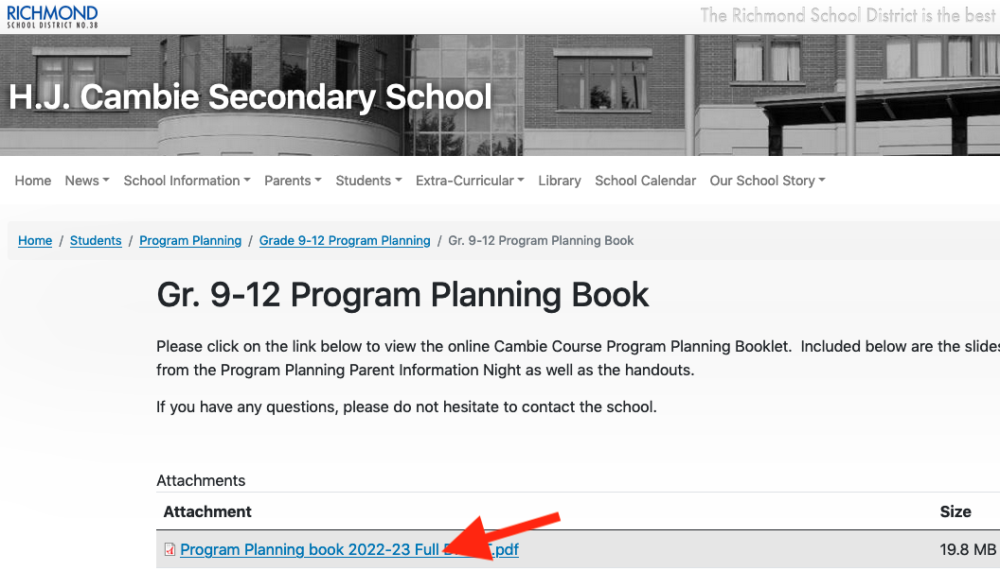 RICHMOND
SCHOOL DISTRICT NO.38
The Richmond School District is the best
H.J. Cambie Secondary School
Home News School Information Parents Students Extra-Curricular Library School Calendar Our School Story
Home / Students / Program Planning / Grade 9-12 Program Planning / Gr. 9-12 Program Planning Book
Gr. 9-12 Program Planning Book
Please click on the link below to view the online Cambie Course Program Planning Booklet.  Included below are the slides
from the Program Planning Parent Information Night as well as the handouts.
If you have any questions, please do not hesitate to contact the school.
Attachments
Attachment Size
Program Planning book 2022-23 Full .pdf 19.8 MB